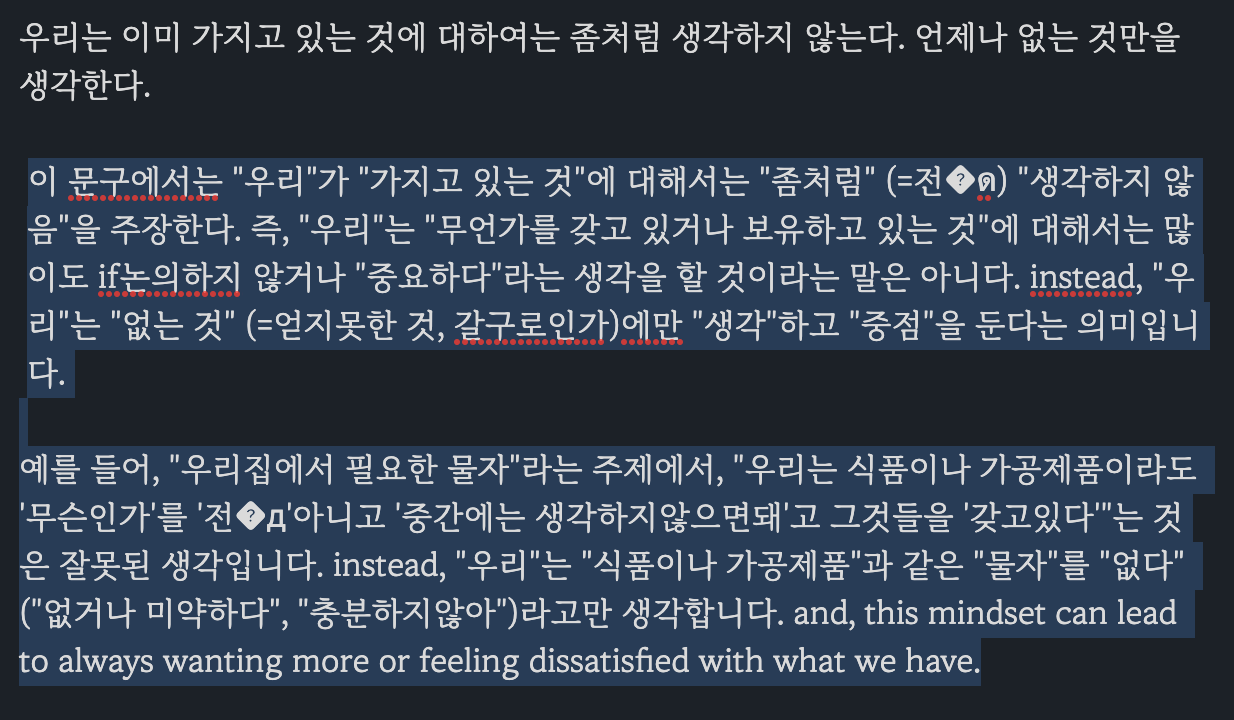 우리는 이미 가지고 있는 것에 대하여는 좀처럼 생각하지 않는다. 언제나 없는 것만을
생각한다.
이 문구에서는 "우리"가 "가지고 있는 것"에 대해서는 "좀처럼" (=전�ด) "생각하지 않
음"을 주장한다. 즉, "우리"는 "무언가를 갖고 있거나 보유하고 있는 것"에 대해서는 많
이도 if논의하지 않거나 "중요하다"라는 생각을 할 것이라는 말은 아니다. instead, "우
리"는 "없는 것" (=얻지못한 것, 갈구로인가)에만 "생각"하고 "중점"을 둔다는 의미입니
다.
예를 들어, "우리집에서 필요한 물자"라는 주제에서, "우리는 식품이나 가공제품이라도
'무슨인가'를 '전�д'아니고 '중간에는 생각하지않으면돼'고 그것들을 '갖고있다'"는 것
은 잘못된 생각입니다. instead, "우리"는 "식품이나 가공제품"과 같은 "물자"를 "없다"
("없거나 미약하다", "충분하지않아")라고만 생각합니다. and, this mindset can lead
to always wanting more or feeling dissatisfied with what we have.